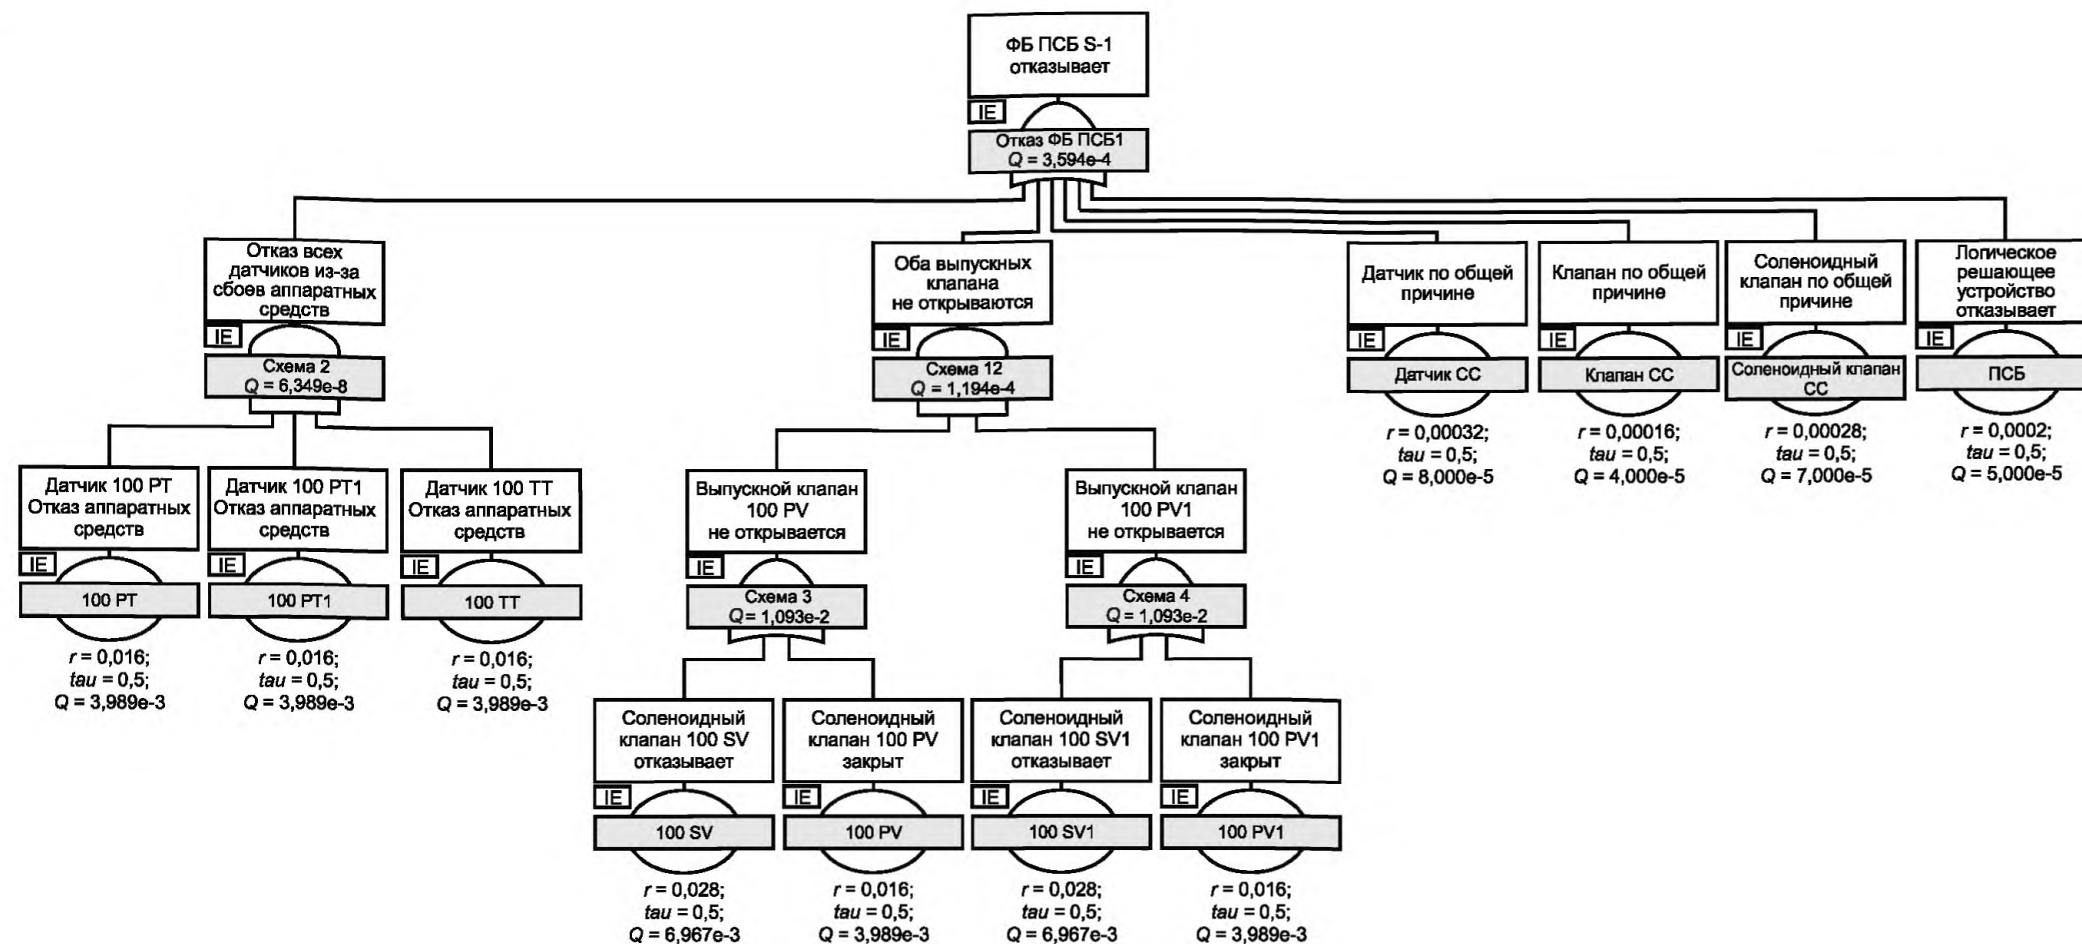 ФБ ПСБ S-1
отказывает
IE
Отказ ФБ ПСБ1
Q = 3,594e-4
Отказ всех
датчиков из-за
сбоев аппаратных
средств
IE
Схема 2
Q = 6,349e-8
Оба выпускных
клапана
не открываются
IE
Схема 12
Q = 1,194e-4
Датчик по общей
причине
IE
Датчик СС
r = 0,00032;
tau = 0,5;
Q = 8,000e-5
Клапан по общей
причине
IE
Клапан СС
r = 0,00016;
tau = 0,5;
Q = 4,000e-5
Соленоидный
клапан по общей
причине
IE
Соленоидный клапан
СС
r = 0,00028;
tau = 0,5;
Q = 7,000e-5
Логическое
решающее
устройство
отказывает
IE
ПСБ
r = 0,0002;
tau = 0,5;
Q = 5,000e-5
Датчик 100 PT
Отказ аппаратных
средств
IE
100 PT
r = 0,016;
tau = 0,5;
Q = 3,989e-3
Датчик 100 PT1
Отказ аппаратных
средств
IE
100 PT1
r = 0,016;
tau = 0,5;
Q = 3,989e-3
Датчик 100 TT
Отказ аппаратных
средств
IE
100 TT
r = 0,016;
tau = 0,5;
Q = 3,989e-3
Выпускной клапан
100 PV
не открывается
IE
Схема 3
Q = 1,093e-2
Выпускной клапан
100 PV1
не открывается
IE
Схема 4
Q = 1,093e-2
Соленоидный
клапан 100 SV
отказывает
IE
100 SV
r = 0,028;
tau = 0,5;
Q = 6,967e-3
Соленоидный
клапан 100 PV
закрыт
IE
100 PV
r = 0,016;
tau = 0,5;
Q = 3,989e-3
Соленоидный
клапан 100 SV1
отказывает
IE
100 SV1
r = 0,028;
tau = 0,5;
Q = 6,967e-3
Соленоидный
клапан 100 PV1
закрыт
IE
100 PV1
r = 0,016;
tau = 0,5;
Q = 3,989e-3